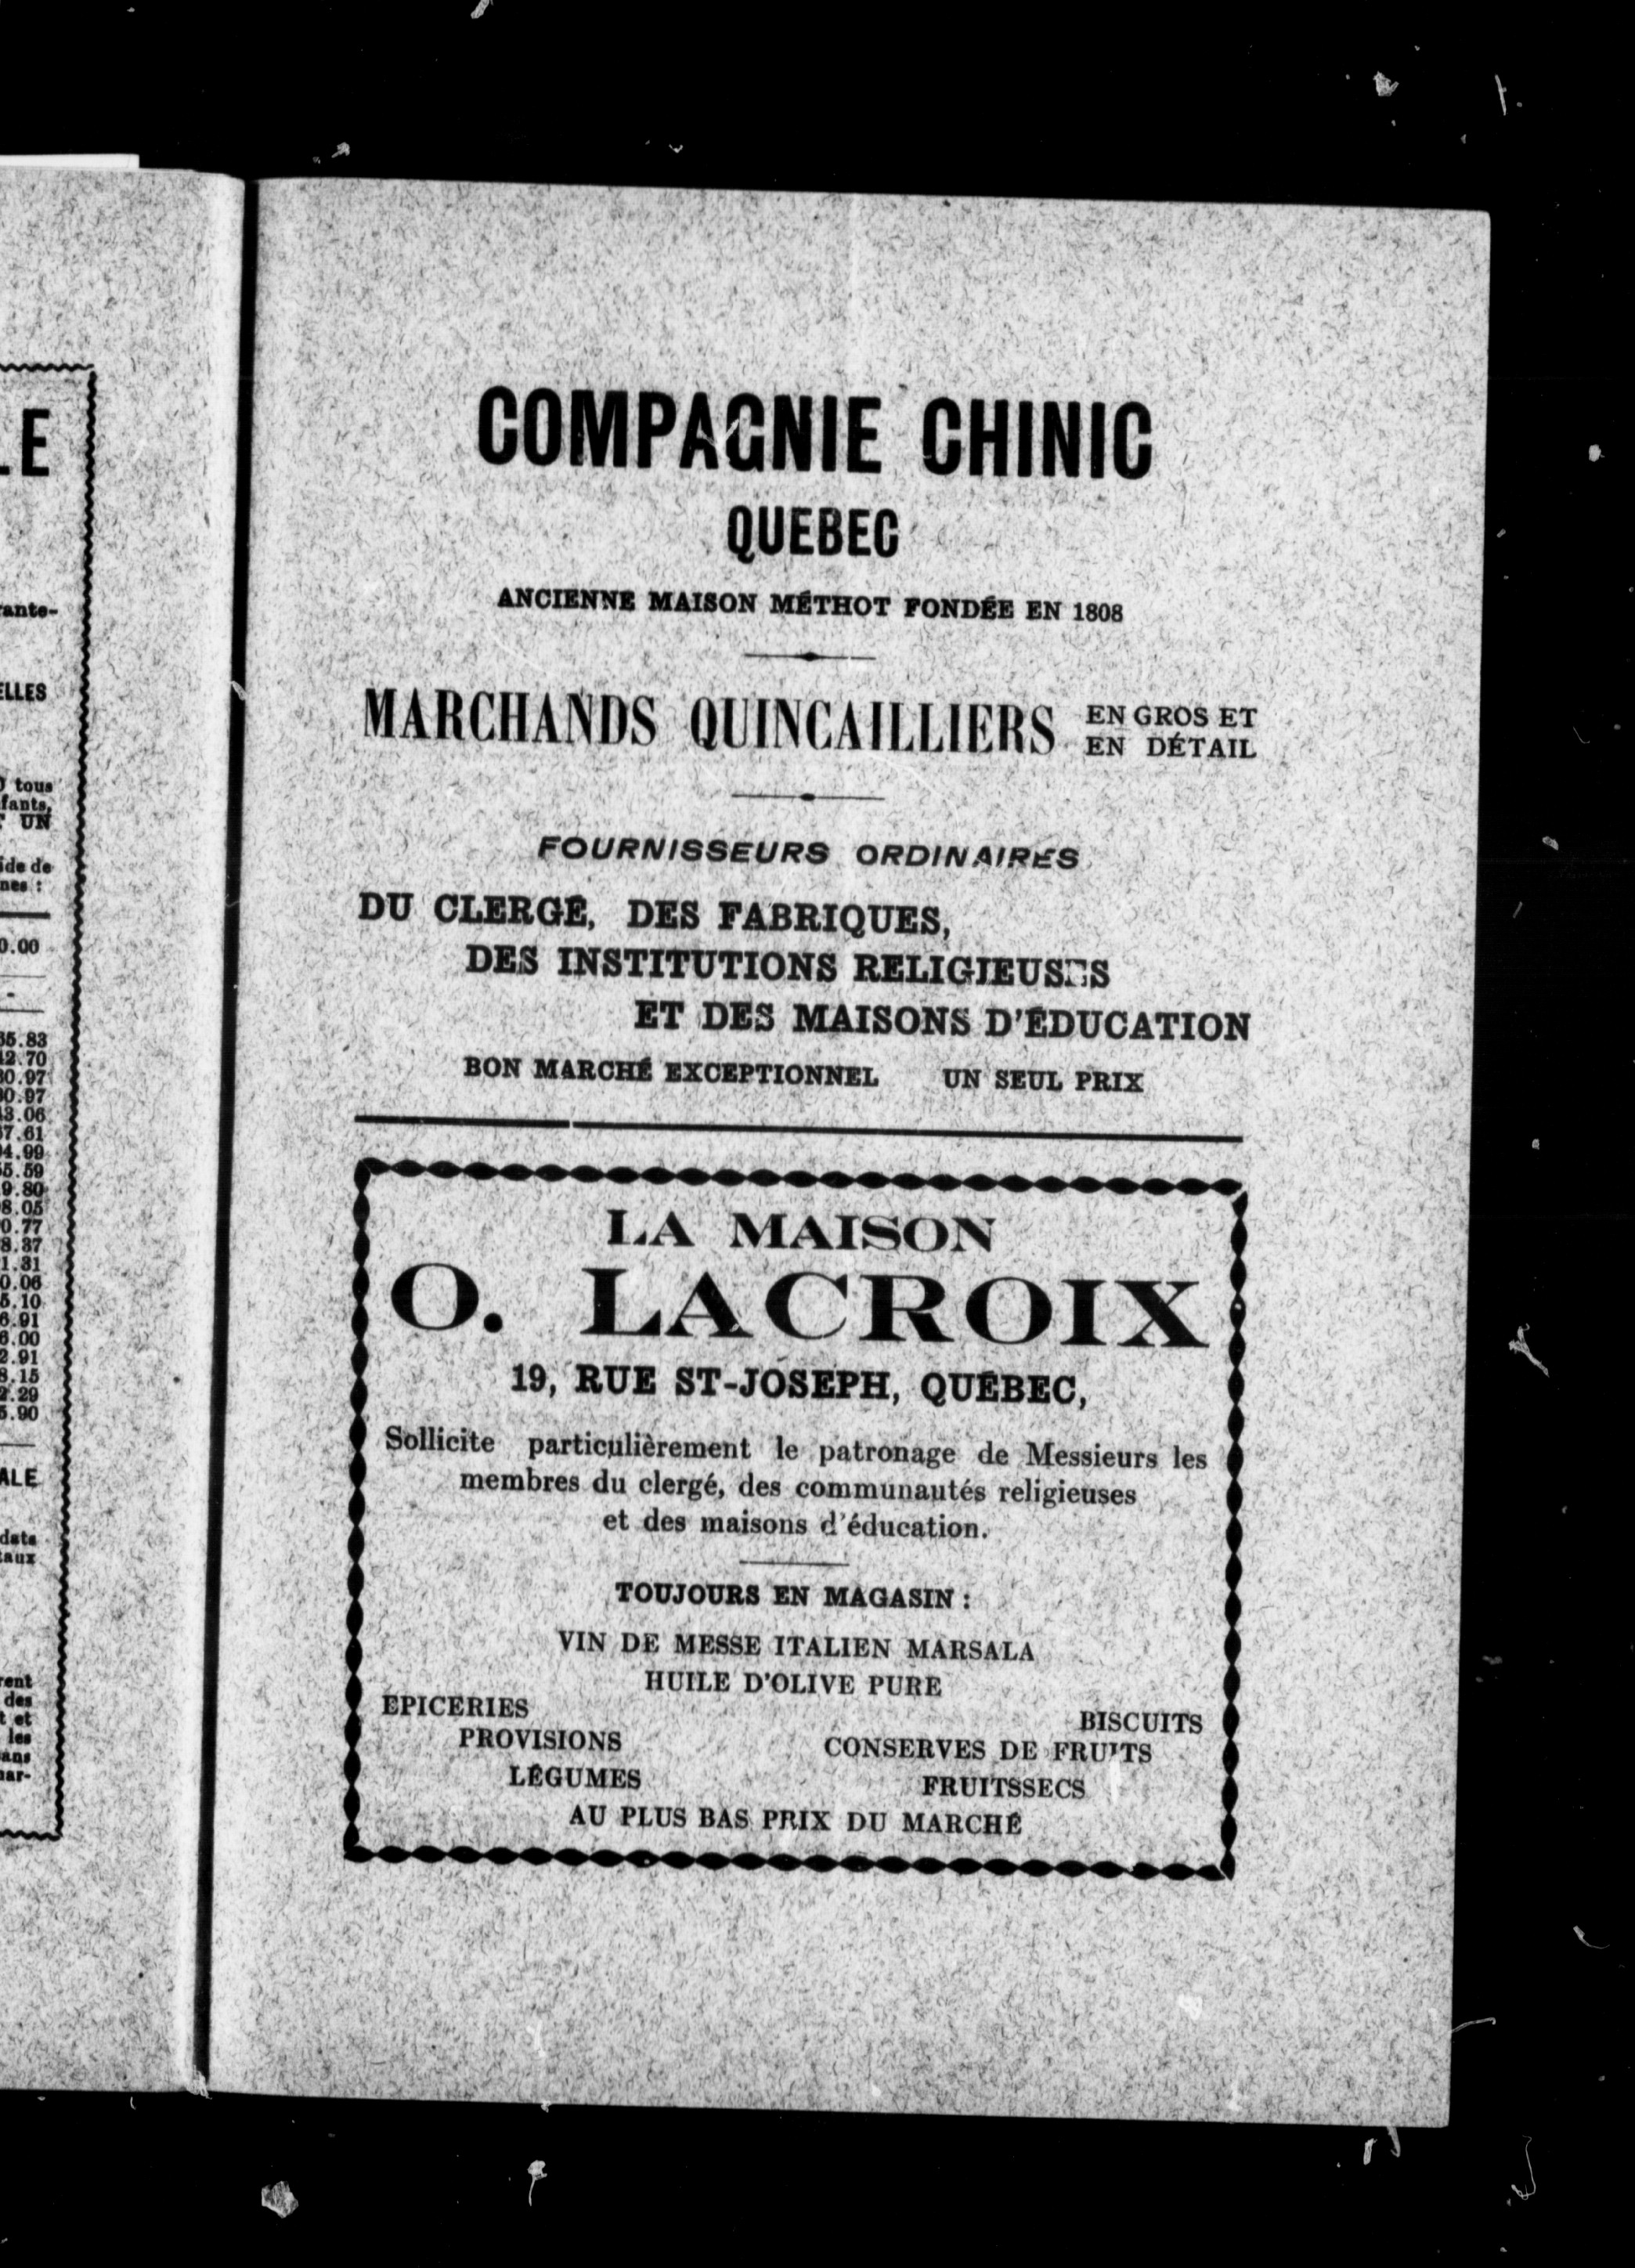 COMPAGNIE CHINIC
QUEBEC
ANCIENNE MAISON MÉTHOT FONDÉE EN 1808
MARCHANDS QUINCAILLIERS EN GROS ET
EN DÉTAIL
FOURNISSEURS ORDINAIRES
DU CLERGÉ, DES FABRIQUES,
DES INSTITUTIONS RELIGIEUSES
ET DES MAISONS D'ÉDUCATION
BON MARCHÉ EXCEPTIONNEL UN SEUL PRIX
LA MAISON
O. LACROIX
19, RUE ST-JOSEPH, QUÉBEC,
Sollicite particulièrement le patronage de Messieurs les
membres du clergé, des communautés religieuses
et des maisons d'éducation.
TOUJOURS EN MAGASIN :
VIN DE MESSE ITALIEN MARSALA
HUILE D'OLIVE PURE
EPICERIES BISCUITS
PROVISIONS CONSERVES DE FRUITS
LÉGUMES FRUITSSECS
AU PLUS BAS PRIX DU MARCHÉ